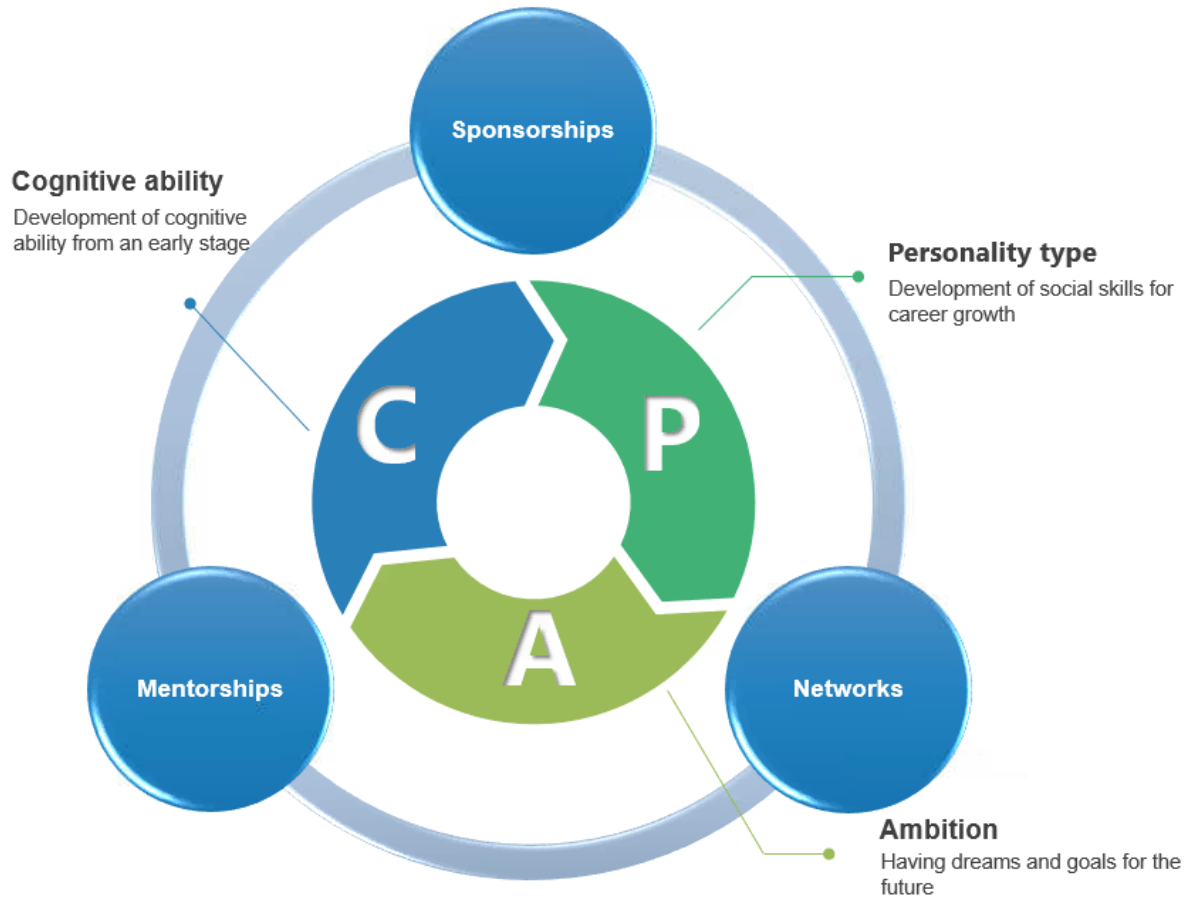 Sponsorships
Cognitive ability
Development of cognitive
ability from an early stage
Personality type
Development of social skills for
career growth
C
P
A
Mentorships
Networks
Ambition
Having dreams and goals for the
future